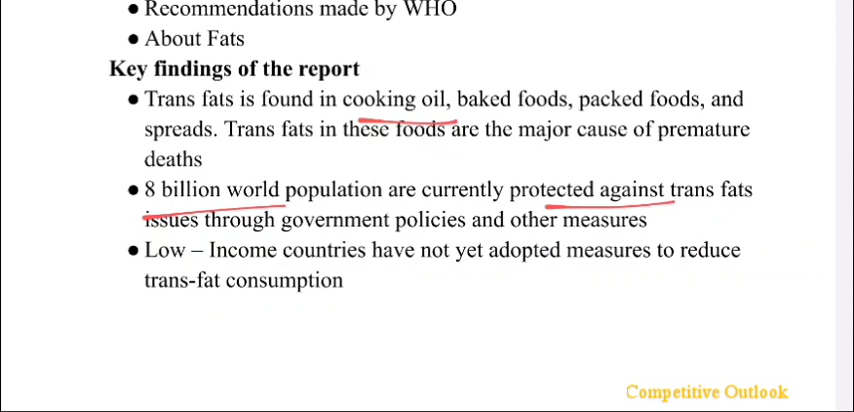 ● Recommendations made by WHO
● About Fats
Key findings of the report
● Trans fats is found in cooking oil, baked foods, packed foods, and
spreads. Trans fats in these foods are the major cause of premature
deaths
● 8 billion world population are currently protected against trans fats
issues through government policies and other measures
● Low – Income countries have not yet adopted measures to reduce
trans-fat consumption
Competitive Outlook